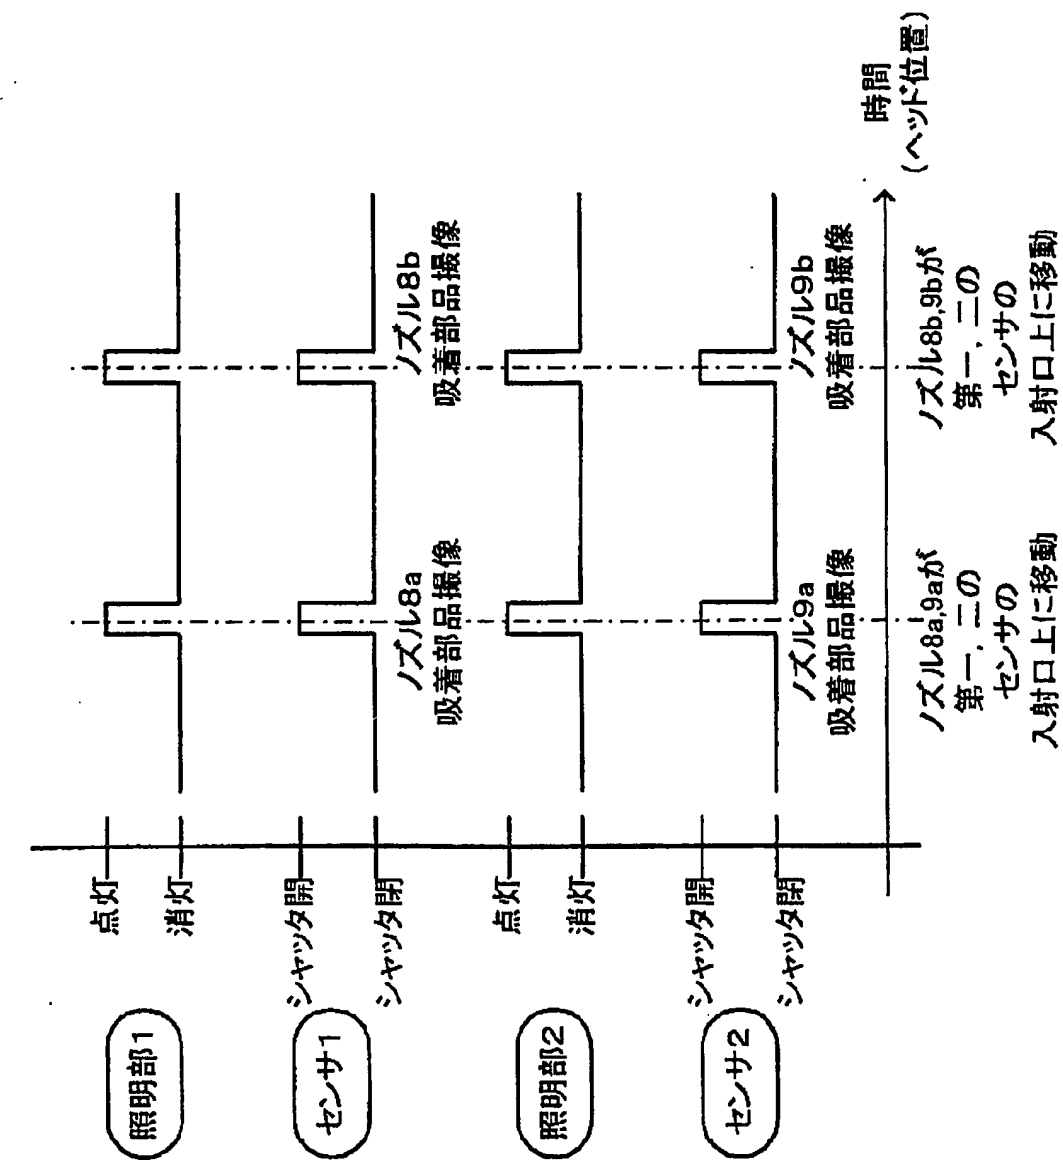 照明部1
点灯
消灯
センサ1
シャッタ開
シャッタ閉
ノズル8a
吸着部品撮像
ノズル8b
吸着部品撮像
照明部2
点灯
消灯
センサ2
シャッタ開
シャッタ閉
ノズル9a
吸着部品撮像
ノズル9b
吸着部品撮像
時間
(ヘッド位置)
ノズル8a,9aが
第一,二の
センサの
入射口上に移動
ノズル8b,9bが
第一,二の
センサの
入射口上に移動